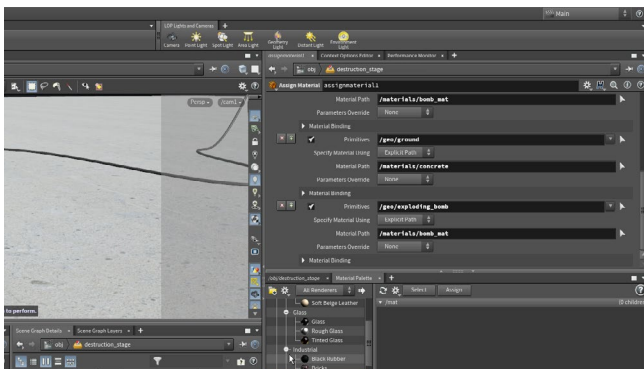 Main
LOP Lights and Cameras
Camera Point Light Spot Light Area Light Geometry Light Distant Light Environment Light
assignmaterial1 Context Options Editor Performance Monitor
obj destruction_stage
obj destruction_stage
Assign Material assignmaterial1
Persp /cam1
Material Path /materials/bomb_mat
Parameters Override None
Material Binding
Primitives /geo/ground
Specify Material Using Explicit Path
Material Path /materials/concrete
Parameters Override None
Material Binding
Primitives /geo/exploding_bomb
Specify Material Using Explicit Path
Material Path /materials/bomb_mat
Parameters Override None
Material Binding
/obj/destruction_stage Material Palette
All Renderers Select Assign
Soft Beige Leather
/mat (0 children
to perform.
Glass
Glass
Rough Glass
Tinted Glass
Scene Graph Details Scene Graph Layers
obj destruction_stage
Industrial
Black Rubber
Bricks